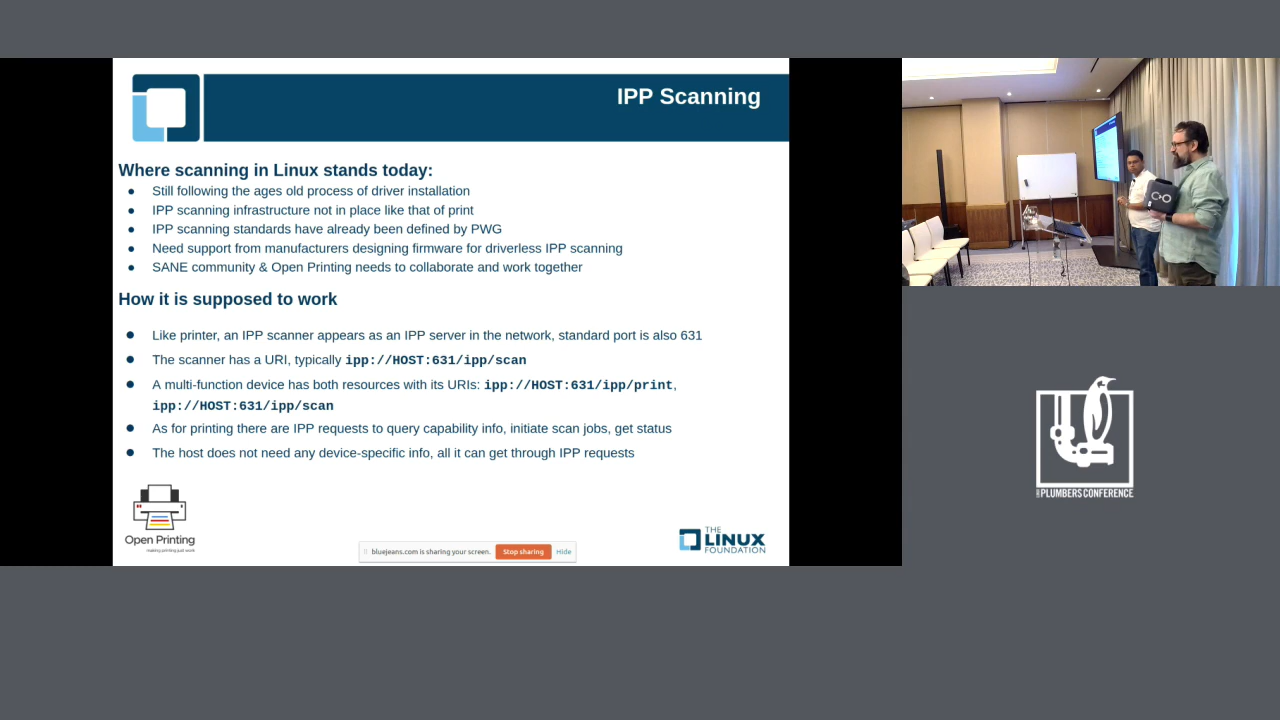 IPP Scanning
Where scanning in Linux stands today:
● Still following the ages old process of driver installation
● IPP scanning infrastructure not in place like that of print
● IPP scanning standards have already been defined by PWG
● Need support from manufacturers designing firmware for driverless IPP scanning
● SANE community & Open Printing needs to collaborate and work together
How it is supposed to work
● Like printer, an IPP scanner appears as an IPP server in the network, standard port is also 631
● The scanner has a URI, typically ipp://HOST:631/ipp/scan
● A multi-function device has both resources with its URIs: ipp://HOST:631/ipp/print,
ipp://HOST:631/ipp/scan
● As for printing there are IPP requests to query capability info, initiate scan jobs, get status
● The host does not need any device-specific info, all it can get through IPP requests
Open Printing
making printing just work
bluejeans.com is sharing your screen. Stop sharing Hide
THE
LINUX
FOUNDATION
PLUMBERS CONFERENCE